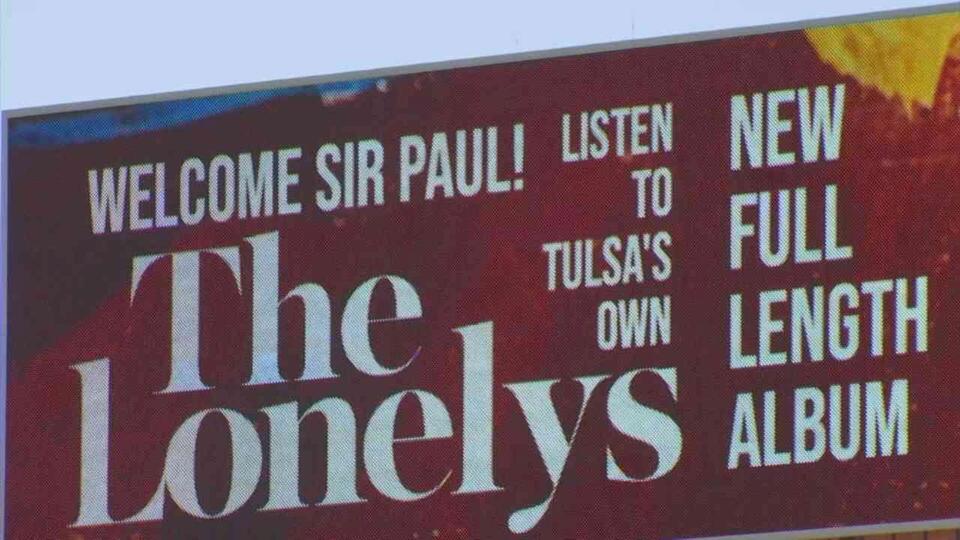 WELCOME SIR PAUL!
The
Lonelys
LISTEN
TO
TULSA'S
OWN
NEW
FULL
LENGTH
ALBUM